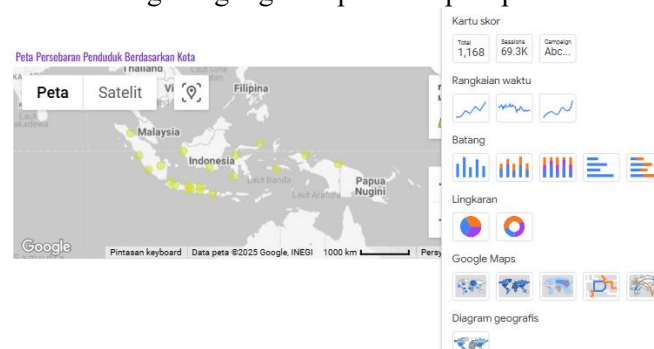 Kartu skor
Total
1,168
Sessions
69.3K
Campaign
Abc...
Peta Persebaran Penduduk Berdasarkan Kota
Thailand
Peta
Satelit
Filipina
Malaysia
Indonesia
Laut Banda
Laut Arafura
Papua
Nugini
Google
Pintasan keyboard
Data peta ©2025 Google, INEGI
1000 km
Rangkaian waktu
Batang
Lingkaran
Google Maps
Diagram geografis